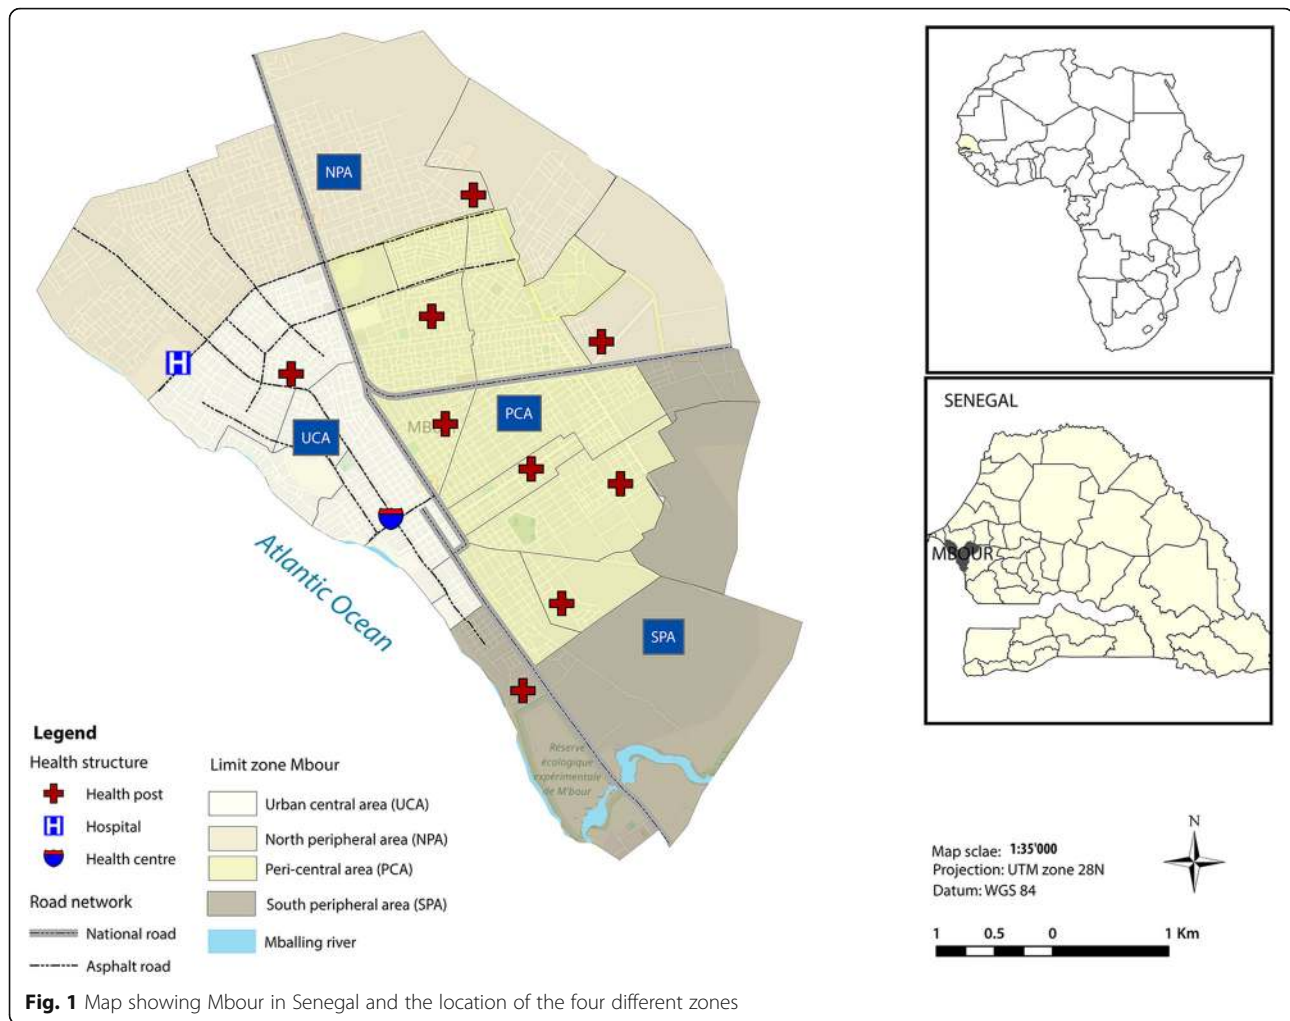 NPA
UCA
PCA
MBOUR
SPA
Atlantic Ocean
Réserve
écologique
expérimentale
de M'bour
SENEGAL
MBOUR
Legend
Health structure
Health post
H Hospital
Health centre
Road network
National road
Asphalt road
Limit zone Mbour
Urban central area (UCA)
North peripheral area (NPA)
Peri-central area (PCA)
South peripheral area (SPA)
Mballing river
N
Map sclae: 1:35'000
Projection: UTM zone 28N
Datum: WGS 84
1 0.5 0 1 Km
H
Fig. 1 Map showing Mbour in Senegal and the location of the four different zones